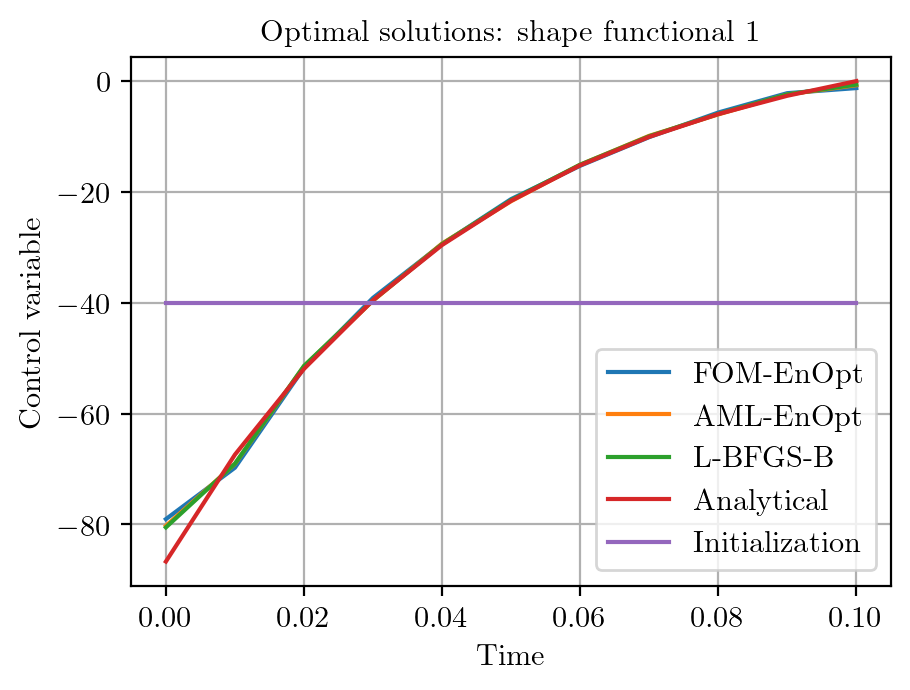 Optimal solutions: shape functional 1
0
−20
−40
−60
−80
Control variable
FOM-EnOpt
AML-EnOpt
L-BFGS-B
Analytical
Initialization
0.00 0.02 0.04 0.06 0.08 0.10
Time